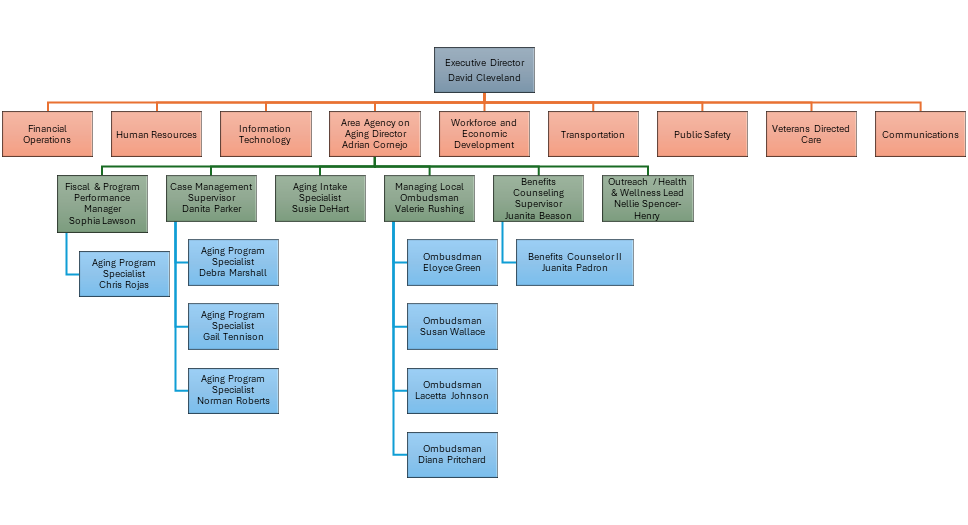 Executive Director
David Cleveland
Financial
Operations
Human Resources
Information
Technology
Area Agency on
Aging Director
Adrian Cornejo
Workforce and
Economic
Development
Transportation
Public Safety
Veterans Directed
Care
Communications
Fiscal & Program
Performance
Manager
Sophia Lawson
Case Management
Supervisor
Danita Parker
Aging Intake
Specialist
Susie DeHart
Managing Local
Ombudsman
Valerie Rushing
Benefits
Counseling
Supervisor
Juanita Beason
Outreach / Health
& Wellness Lead
Nellie Spencer-
Henry
Aging Program
Specialist
Chris Rojas
Aging Program
Specialist
Debra Marshall
Aging Program
Specialist
Gail Tennison
Aging Program
Specialist
Norman Roberts
Ombusdman
Eloyce Green
Ombudsman
Susan Wallace
Ombudsman
Lacetta Johnson
Ombudsman
Diana Pritchard
Benefits Counselor II
Juanita Padron